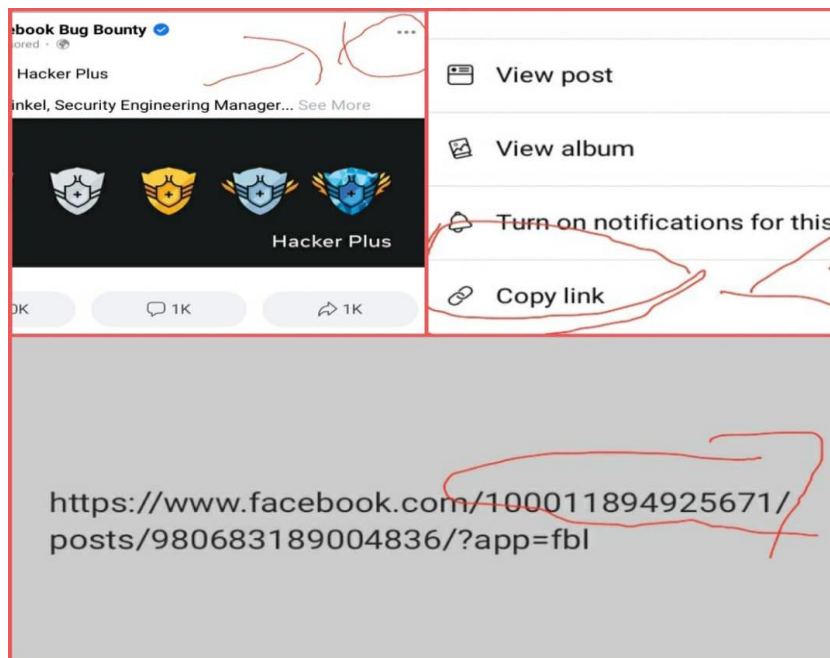 ebook Bug Bounty
ored ·
Hacker Plus
inkel, Security Engineering Manager... See More
Hacker Plus
0K
1K
1K
View post
View album
Turn on notifications for this
Copy link
https://www.facebook.com/100011894925671/
posts/980683189004836/?app=fbl